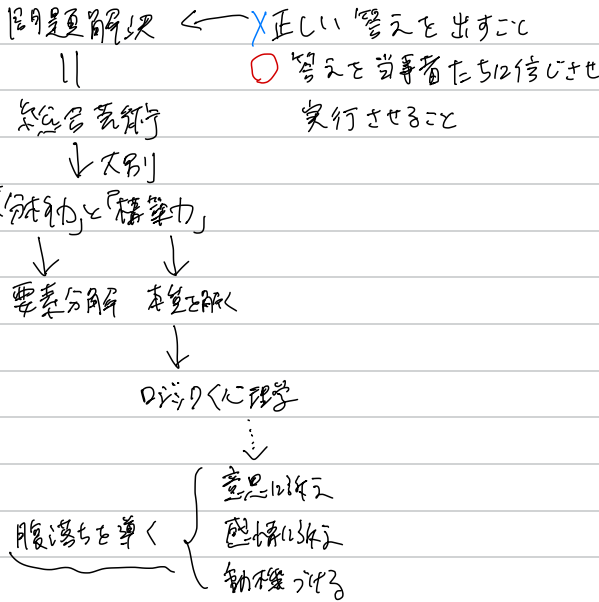 問題解決 ← X 正しい答えを出すこと
|| ○ 答えを当事者たちに信じさせ
総合芸術 実行させること
↓ 大別
「分析力」と「構築力」
↓ ↓
要素分解 本質を解く
↓
ロジック<心理学
↓
意思に訴え
腹落ちを導く { 感情に訴え
動機づける